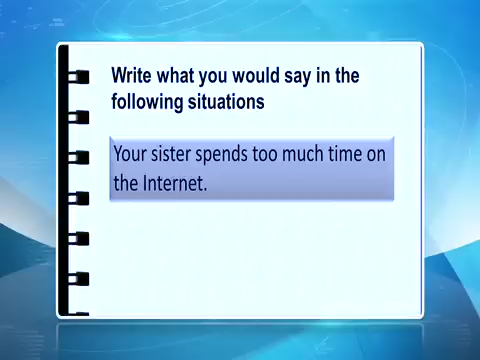 Write what you would say in the
following situations
Your sister spends too much time on
the Internet.